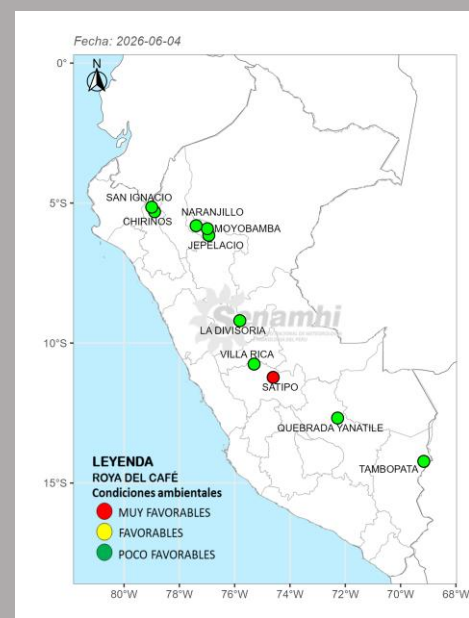 Fecha: 2026-06-04
N
0°
5°S
10°S
15°S
SAN IGNACIO
CHIRINOS
NARANJILLO
MOYOBAMBA
JEPELACIO
Senamhi
LA DIVISORIA
VILLA RICA
SATIPO
QUEBRADA YANATILE
TAMBOPATA
LEYENDA
ROYA DEL CAFÉ
Condiciones ambientales
MUY FAVORABLES
FAVORABLES
POCO FAVORABLES
80°W 78°W 76°W 74°W 72°W 70°W 68°W